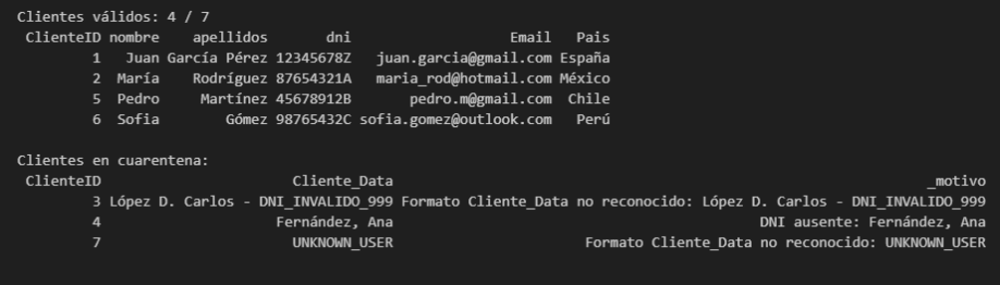 Clientes válidos: 4 / 7
ClienteID nombre apellidos dni Email Pais
1 Juan García Pérez 12345678Z juan.garcia@gmail.com España
2 María Rodríguez 87654321A maria_rod@hotmail.com México
5 Pedro Martínez 45678912B pedro.m@gmail.com Chile
6 Sofia Gómez 98765432C sofia.gomez@outlook.com Perú
Clientes en cuarentena:
ClienteID Cliente_Data _motivo
3 López D. Carlos - DNI_INVALIDO_999 Formato Cliente_Data no reconocido: López D. Carlos - DNI_INVALIDO_999
4 Fernández, Ana DNI ausente: Fernández, Ana
7 UNKNOWN_USER Formato Cliente_Data no reconocido: UNKNOWN_USER